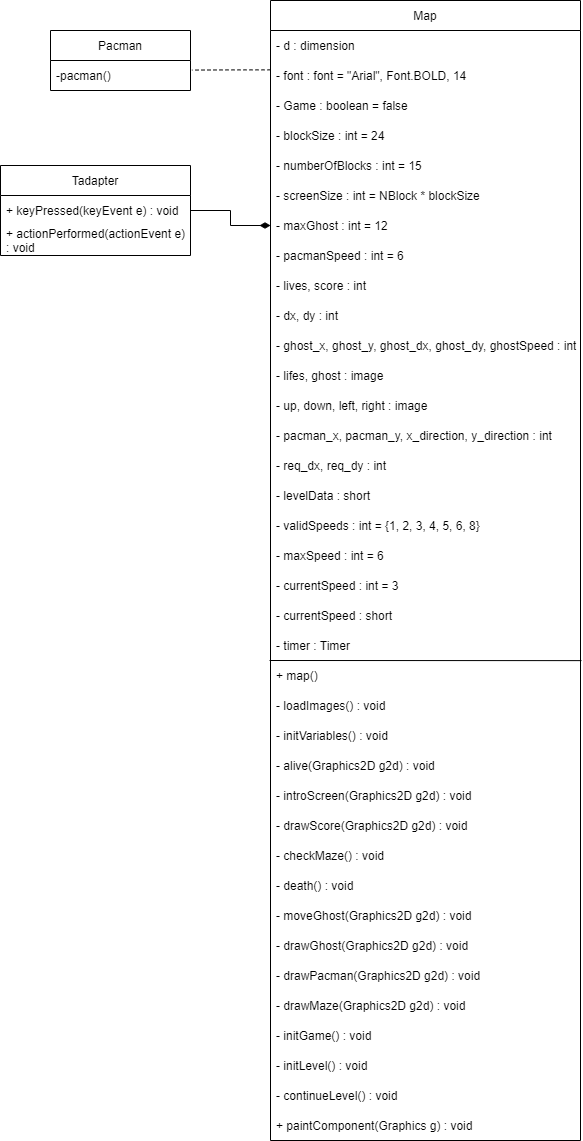 Pacman
-pacman()
Tadapter
+ keyPressed(keyEvent e) : void
+ actionPerformed(actionEvent e)
: void
Map
- d : dimension
- font : font = "Arial", Font.BOLD, 14
- Game : boolean = false
- blockSize : int = 24
- numberOfBlocks : int = 15
- screenSize : int = NBlock * blockSize
- maxGhost : int = 12
- pacmanSpeed : int = 6
- lives, score : int
- dx, dy : int
- ghost_x, ghost_y, ghost_dx, ghost_dy, ghostSpeed : int
- lifes, ghost : image
- up, down, left, right : image
- pacman_x, pacman_y, x_direction, y_direction : int
- req_dx, req_dy : int
- levelData : short
- validSpeeds : int = {1, 2, 3, 4, 5, 6, 8}
- maxSpeed : int = 6
- currentSpeed : int = 3
- currentSpeed : short
- timer : Timer
+ map()
- loadImages() : void
- initVariables() : void
- alive(Graphics2D g2d) : void
- introScreen(Graphics2D g2d) : void
- drawScore(Graphics2D g2d) : void
- checkMaze() : void
- death() : void
- moveGhost(Graphics2D g2d) : void
- drawGhost(Graphics2D g2d) : void
- drawPacman(Graphics2D g2d) : void
- drawMaze(Graphics2D g2d) : void
- initGame() : void
- initLevel() : void
- continueLevel() : void
+ paintComponent(Graphics g) : void